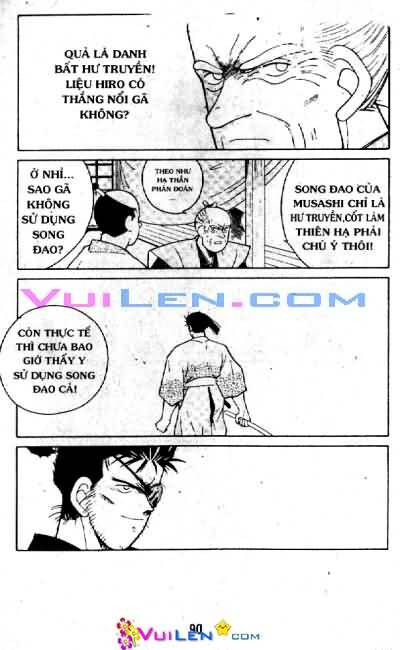 QUẢ LÀ DANH
BẤT HƯ TRUYỀN!
LIỆU HIRO CÓ
THẮNG NỔI GÃ
KHÔNG?
Ở NHỈ...
SAO GÃ
KHÔNG
SỬ DỤNG
SONG
ĐAO?
THEO NHƯ
HẠ THẦN
PHÁN ĐOÁN
SONG ĐAO CỦA
MUSASHI CHỈ LÀ
HƯ TRUYỀN, CỐT LÀM
THIÊN HẠ PHẢI
CHÚ Ý THÔI!
VUILEN.COM
CÒN THỰC TẾ
THÌ CHƯA BAO
GIỜ THẤY Y
SỬ DỤNG SONG
ĐAO CẢ!
90
VUILEN.COM